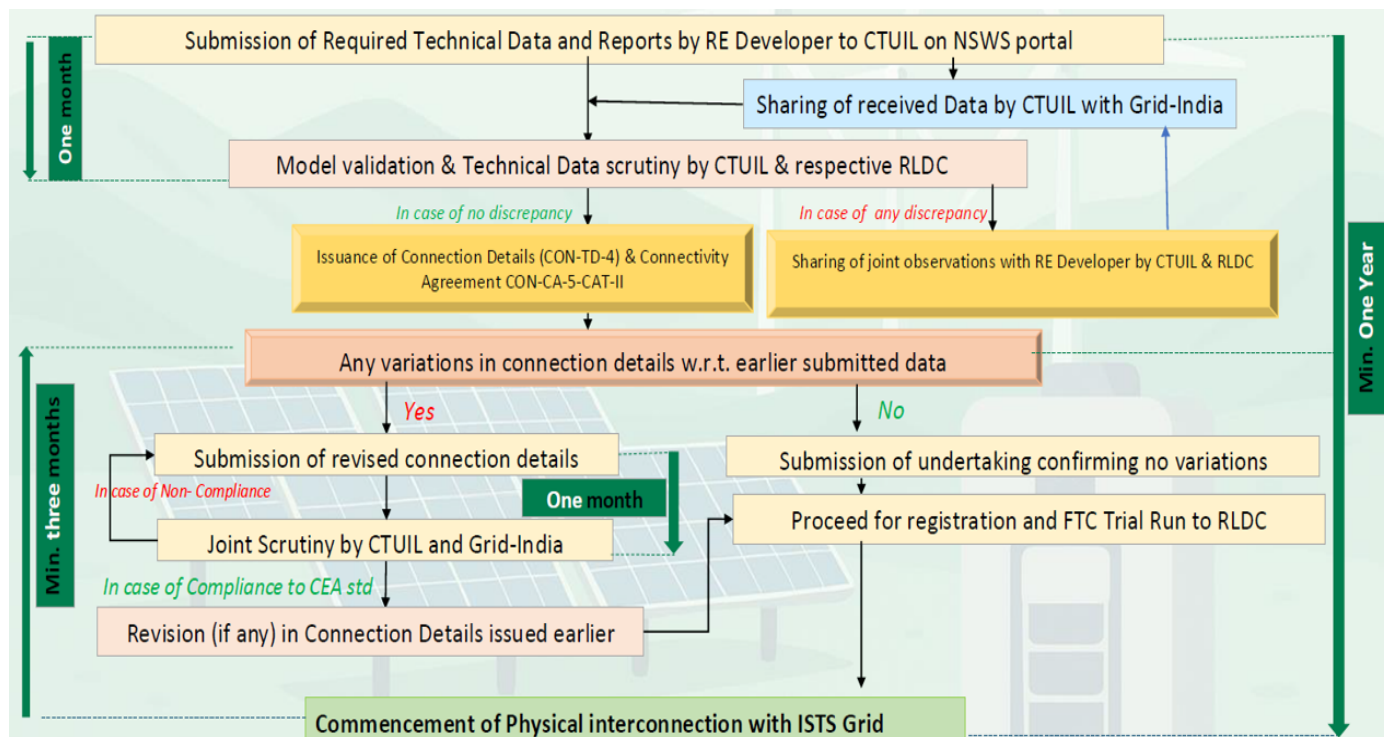 Submission of Required Technical Data and Reports by RE Developer to CTUIL on NSWS portal
One month
Sharing of received Data by CTUIL with Grid-India
Model validation & Technical Data scrutiny by CTUIL & respective RLDC
In case of no discrepancy
In case of any discrepancy
Issuance of Connection Details (CON-TD-4) & Connectivity
Agreement CON-CA-5-CAT-II
Sharing of joint observations with RE Developer by CTUIL & RLDC
Min. One Year
Any variations in connection details w.r.t. earlier submitted data
Yes
No
Min. three months
Submission of revised connection details
Submission of undertaking confirming no variations
In case of Non- Compliance
One month
Proceed for registration and FTC Trial Run to RLDC
Joint Scrutiny by CTUIL and Grid-India
In case of Compliance to CEA std
Revision (if any) in Connection Details issued earlier
Commencement of Physical interconnection with ISTS Grid